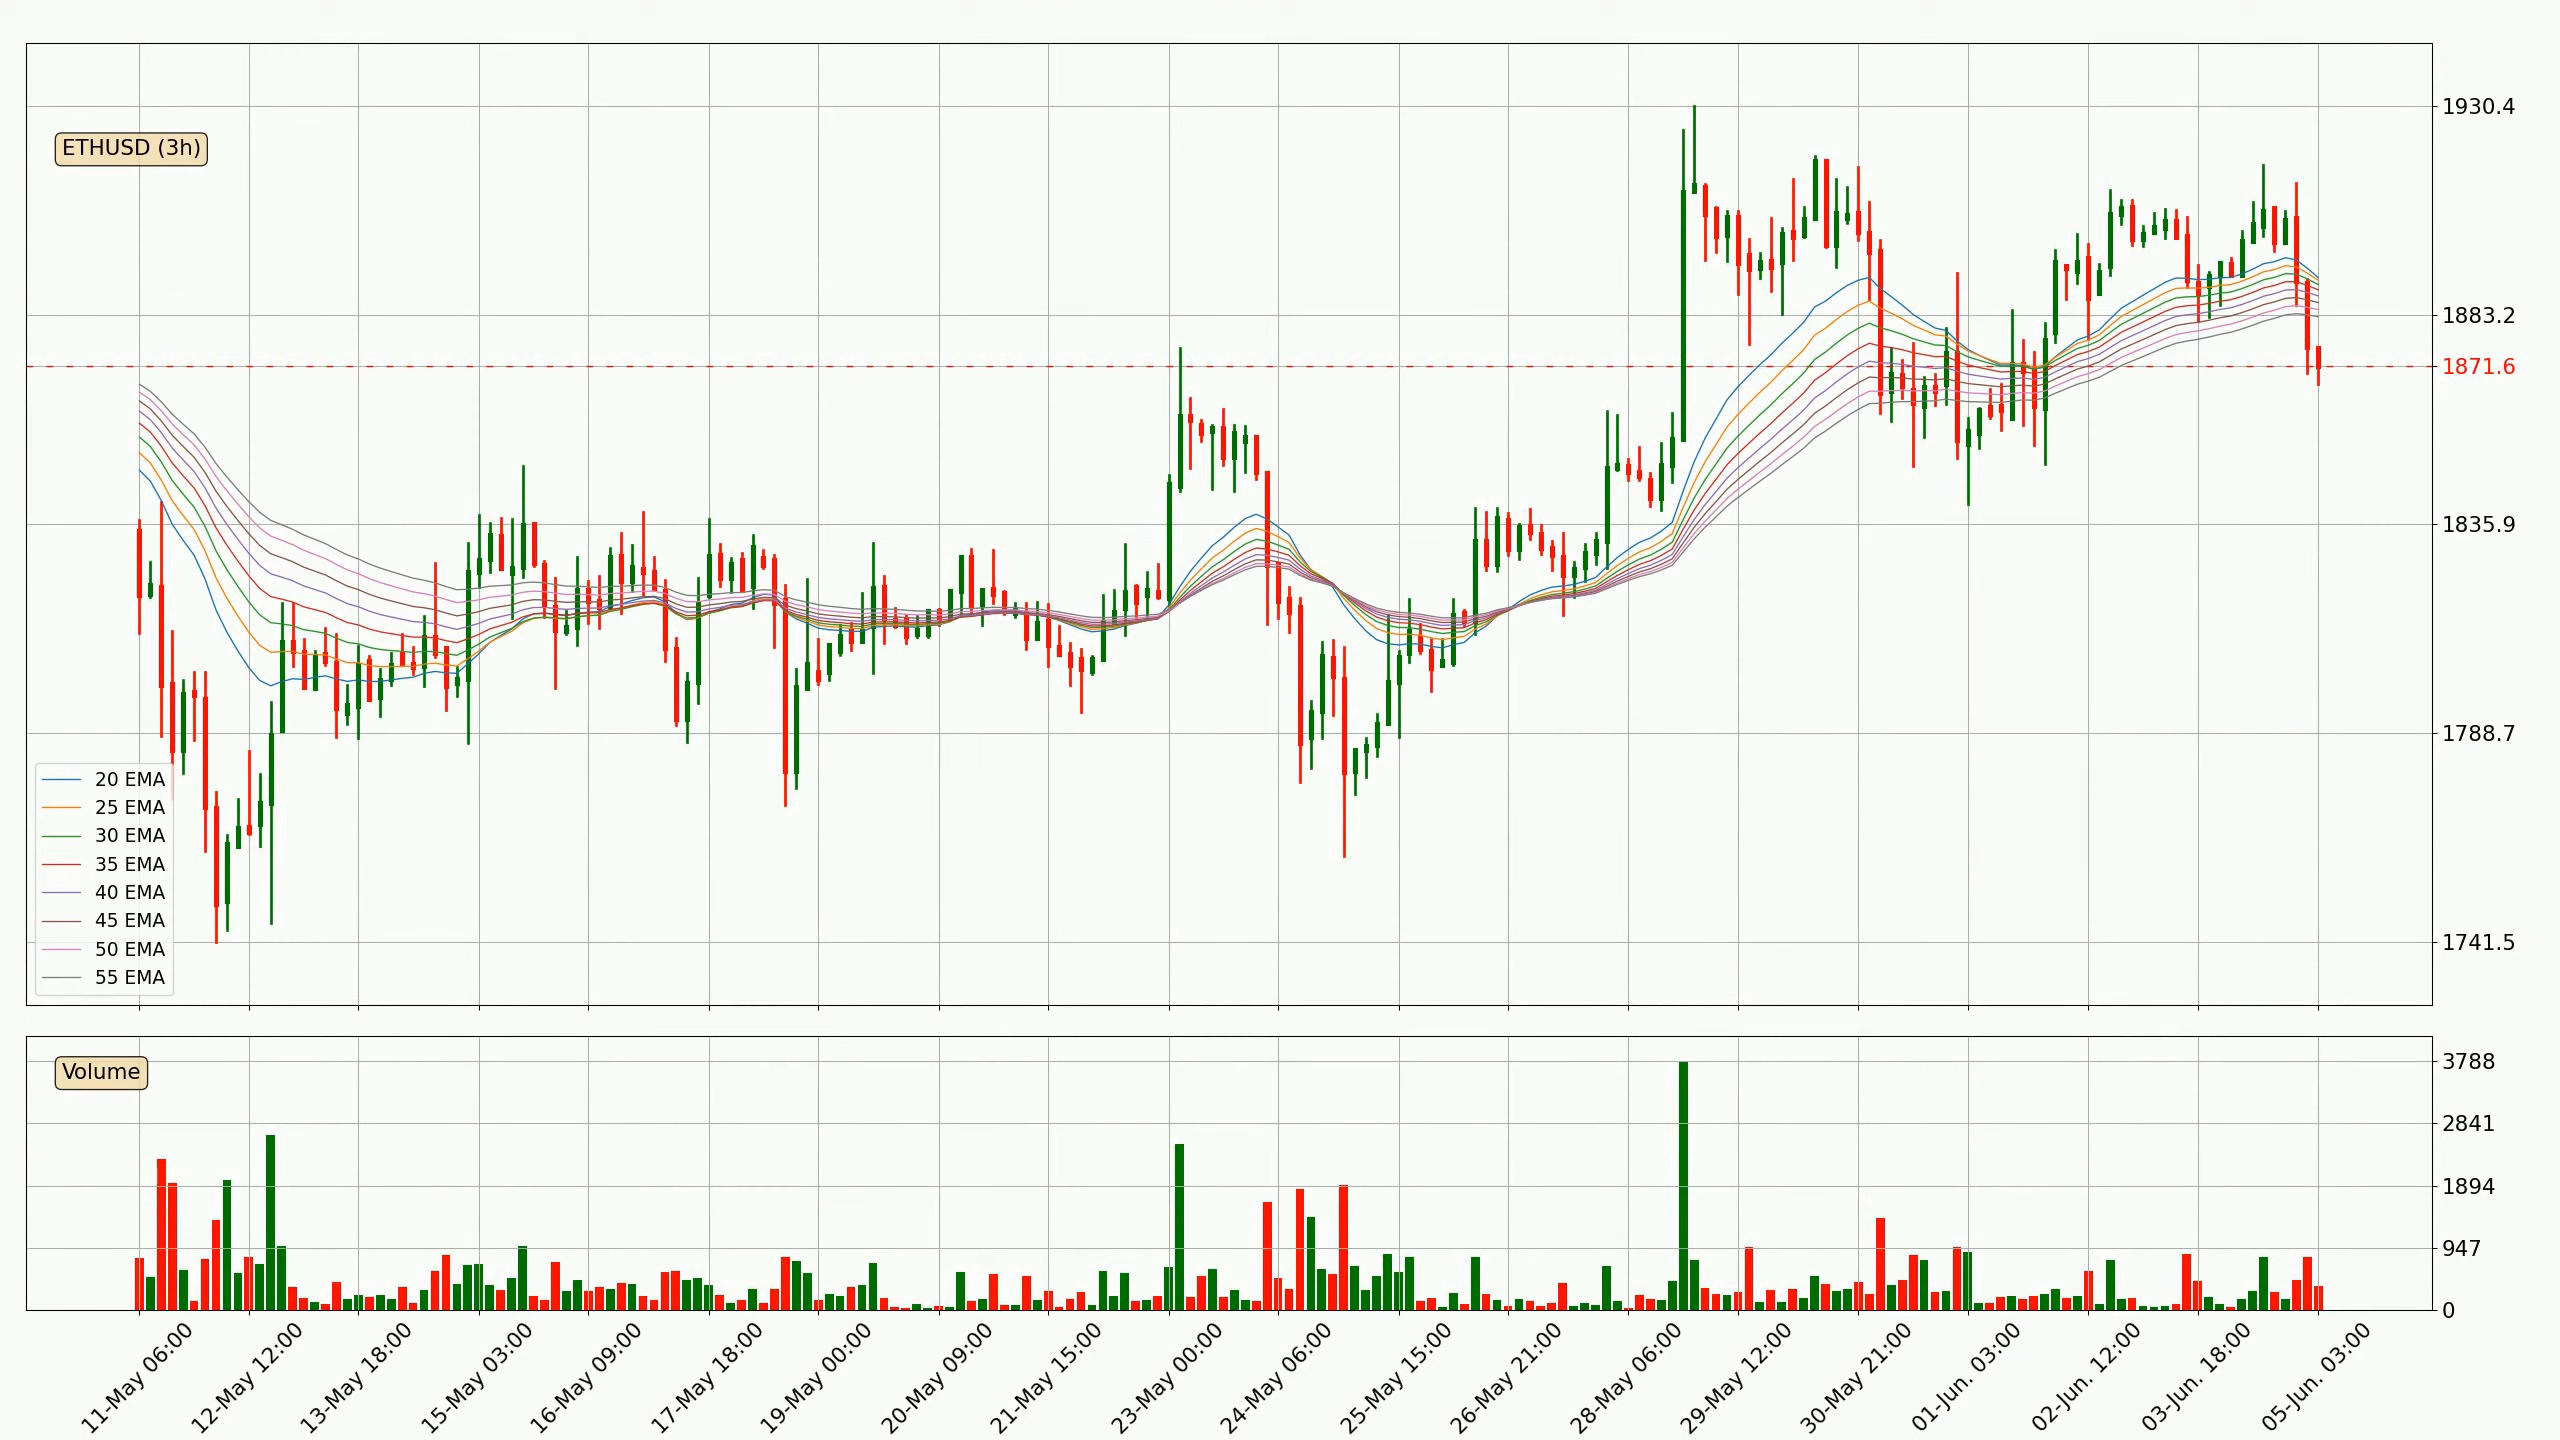 1930.4
ETHUSD (3h)
1883.2
1871.6
1835.9
1788.7
20 EMA
25 EMA
30 EMA
35 EMA
40 EMA
45 EMA
50 EMA
55 EMA
1741.5
Volume
3788
2841
1894
947
0
11-May 06:00
12-May 12:00
13-May 18:00
15-May 03:00
16-May 09:00
17-May 18:00
19-May 00:00
20-May 09:00
21-May 15:00
23-May 00:00
24-May 06:00
25-May 15:00
26-May 21:00
28-May 06:00
29-May 12:00
30-May 21:00
01-Jun. 03:00
02-Jun. 12:00
03-Jun. 18:00
05-Jun. 03:00